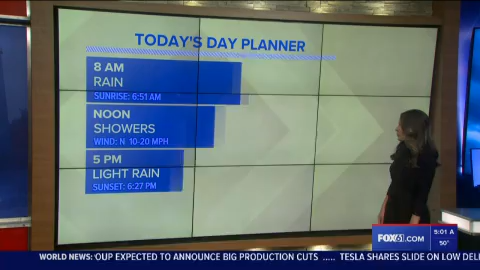 TODAY'S DAY PLANNER
8 AM
RAIN
SUNRISE: 6:51 AM
NOON
SHOWERS
WIND: N 10-20 MPH
5 PM
LIGHT RAIN
SUNSET: 6:27 PM
FOX61.COM
5:01 A
50°
WORLD NEWS: 'OUP EXPECTED TO ANNOUNCE BIG PRODUCTION CUTS ..... TESLA SHARES SLIDE ON LOW DEL